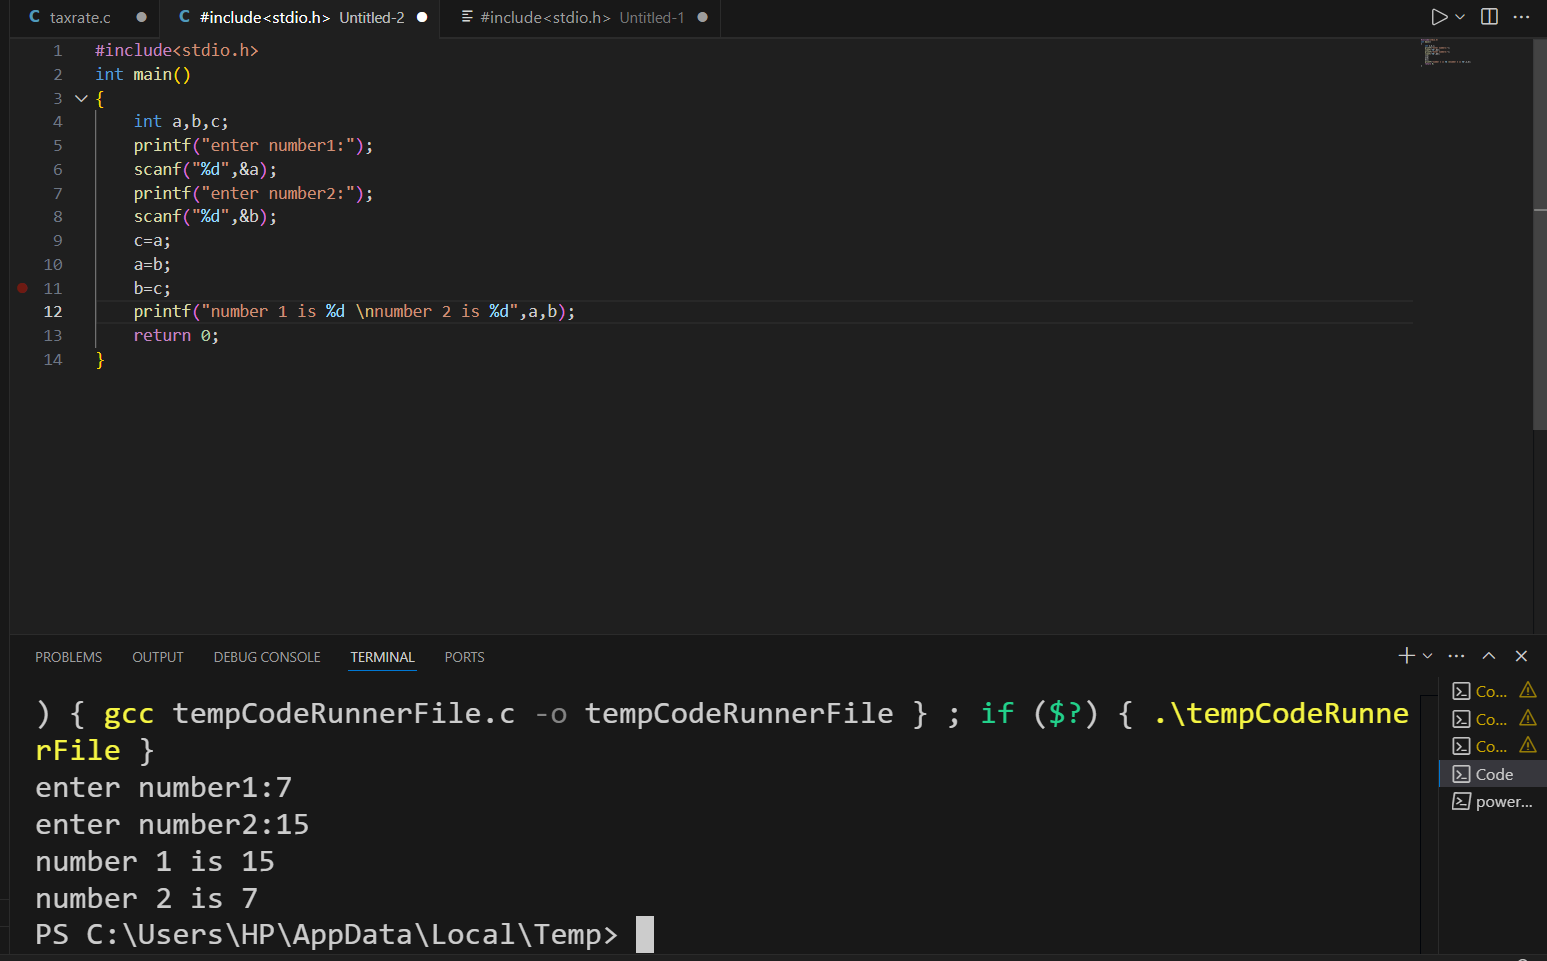 C taxrate.c ● C #include<stdio.h> Untitled-2 ● #include<stdio.h> Untitled-1 ●
1 #include<stdio.h>
2 int main()
3 {
4 int a,b,c;
5 printf("enter number1:");
6 scanf("%d",&a);
7 printf("enter number2:");
8 scanf("%d",&b);
9 c=a;
10 a=b;
11 b=c;
12 printf("number 1 is %d \nnumber 2 is %d",a,b);
13 return 0;
14 }
PROBLEMS OUTPUT DEBUG CONSOLE TERMINAL PORTS
) { gcc tempCodeRunnerFile.c -o tempCodeRunnerFile } ; if ($?) { .\tempCodeRunne
rFile }
enter number1:7
enter number2:15
number 1 is 15
number 2 is 7
PS C:\Users\HP\AppData\Local\Temp>
Co...
Co...
Co...
Code
power...